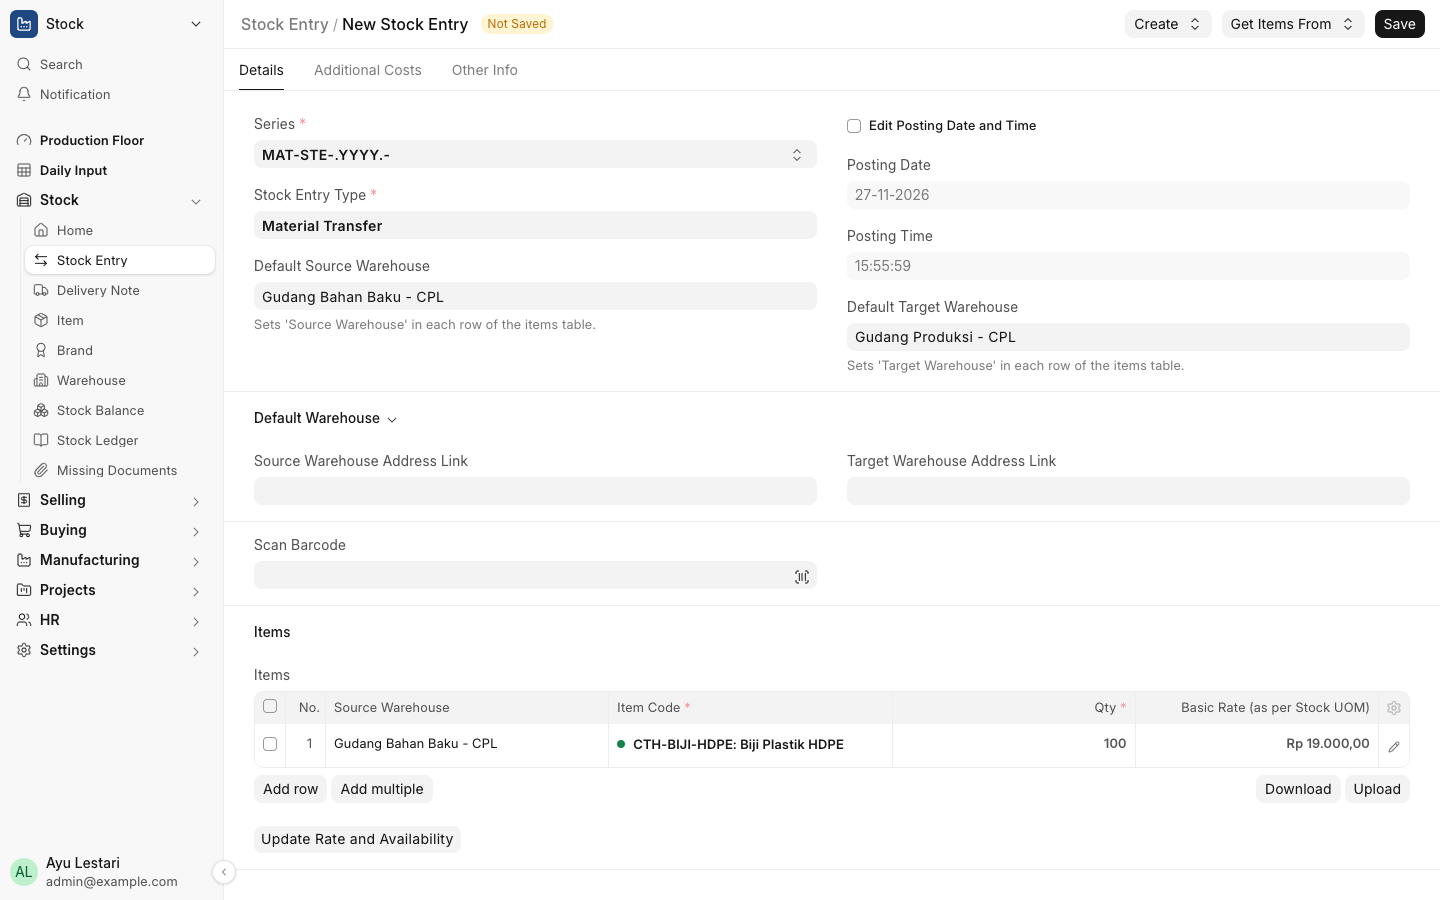 Stock
Search
Notification
Production Floor
Daily Input
Stock
Home
Stock Entry
Delivery Note
Item
Brand
Warehouse
Stock Balance
Stock Ledger
Missing Documents
Selling
Buying
Manufacturing
Projects
HR
Settings
AL
Ayu Lestari
admin@example.com
Stock Entry / New Stock Entry Not Saved
Create Get Items From Save
Details Additional Costs Other Info
Series *
MAT-STE-.YYYY.-
Stock Entry Type *
Material Transfer
Default Source Warehouse
Gudang Bahan Baku - CPL
Sets 'Source Warehouse' in each row of the items table.
Edit Posting Date and Time
Posting Date
27-11-2026
Posting Time
15:55:59
Default Target Warehouse
Gudang Produksi - CPL
Sets 'Target Warehouse' in each row of the items table.
Default Warehouse
Source Warehouse Address Link
Target Warehouse Address Link
Scan Barcode
Items
Items
No. Source Warehouse Item Code * Qty * Basic Rate (as per Stock UOM)
1 Gudang Bahan Baku - CPL CTH-BIJI-HDPE: Biji Plastik HDPE 100 Rp 19.000,00
Add row Add multiple Download Upload
Update Rate and Availability